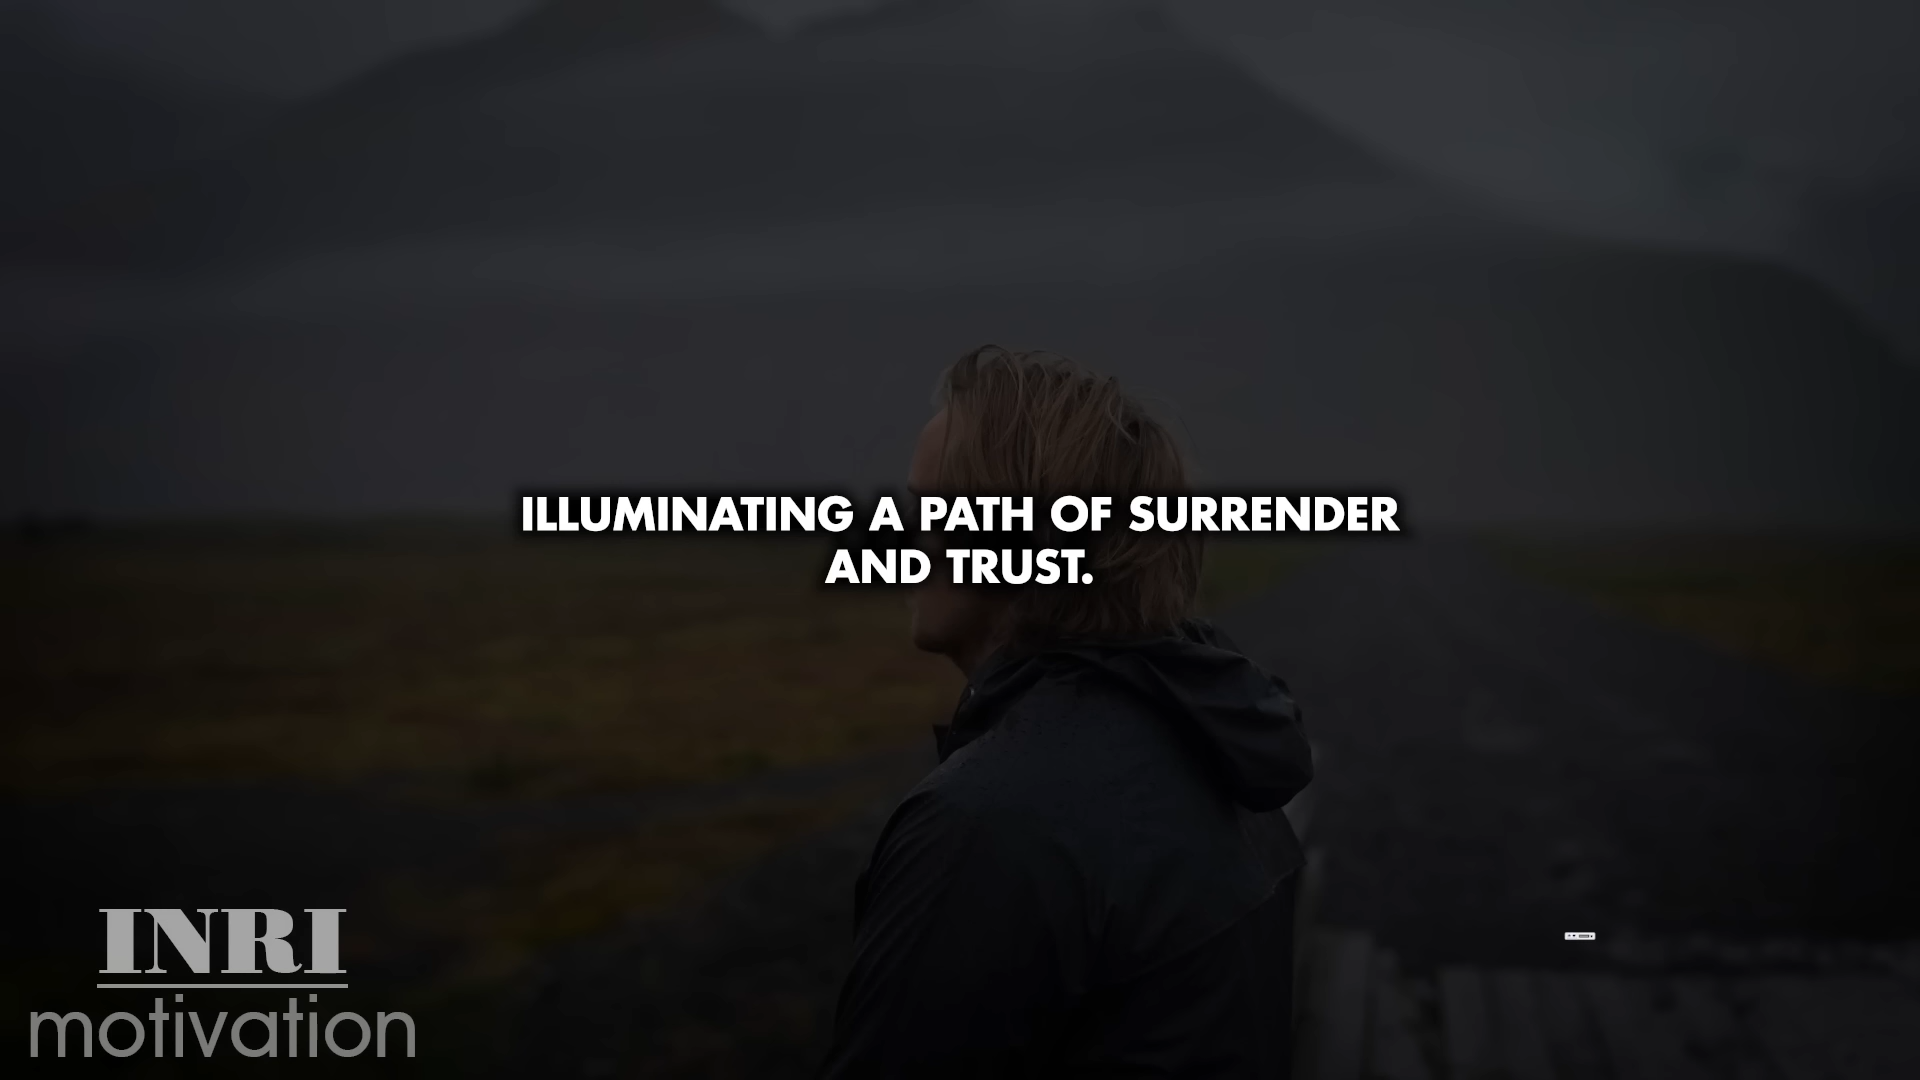 ILLUMINATING A PATH OF SURRENDER
AND TRUST.
INRI
motivation